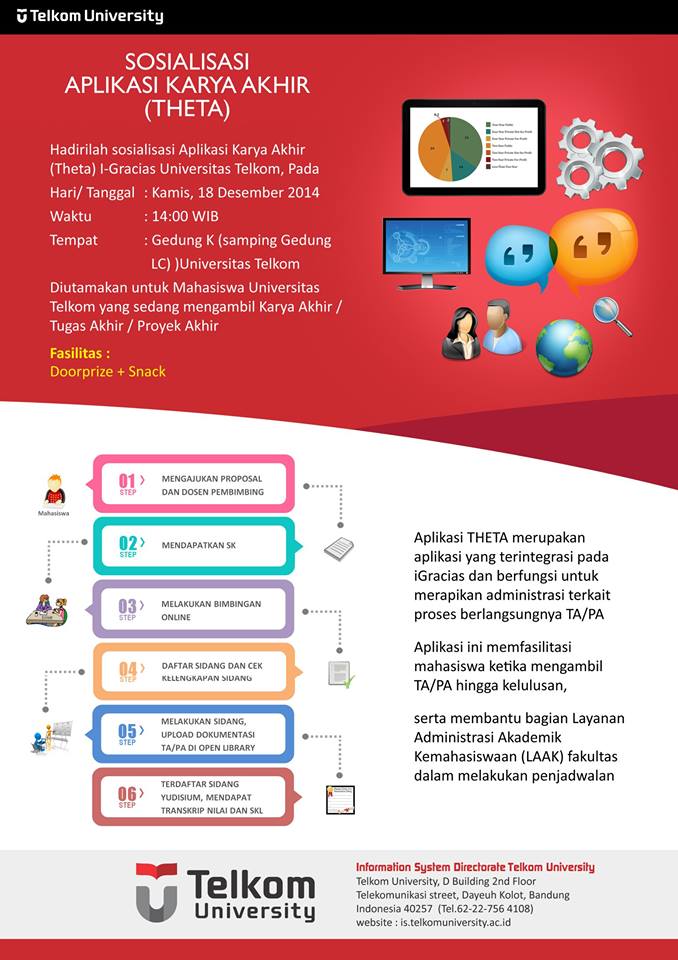 Telkom University
SOSIALISASI
APLIKASI KARYA AKHIR
(THETA)
Hadirilah sosialisasi Aplikasi Karya Akhir
(Theta) I-Gracias Universitas Telkom, Pada
Hari/ Tanggal : Kamis, 18 Desember 2014
Waktu : 14:00 WIB
Tempat : Gedung K (samping Gedung
LC) )Universitas Telkom
Diutamakan untuk Mahasiswa Universitas
Telkom yang sedang mengambil Karya Akhir /
Tugas Akhir / Proyek Akhir
Fasilitas :
Doorprize + Snack
Mahasiswa
01 STEP
MENGAJUKAN PROPOSAL
DAN DOSEN PEMBIMBING
02 STEP
MENDAPATKAN SK
03 STEP
MELAKUKAN BIMBINGAN
ONLINE
04 STEP
DAFTAR SIDANG DAN CEK
KELENGKAPAN SIDANG
05 STEP
MELAKUKAN SIDANG,
UPLOAD DOKUMENTASI
TA/PA DI OPEN LIBRARY
06 STEP
TERDAFTAR SIDANG
YUDISIUM, MENDAPAT
TRANSKRIP NILAI DAN SKL
Aplikasi THETA merupakan
aplikasi yang terintegrasi pada
iGracias dan berfungsi untuk
merapikan administrasi terkait
proses berlangsungnya TA/PA
Aplikasi ini memfasilitasi
mahasiswa ketika mengambil
TA/PA hingga kelulusan,
serta membantu bagian Layanan
Administrasi Akademik
Kemahasiswaan (LAAK) fakultas
dalam melakukan penjadwalan
Telkom
University
Information System Directorate Telkom University
Telkom University, D Building 2nd Floor
Telekomunikasi street, Dayeuh Kolot, Bandung
Indonesia 40257 (Tel.62-22-756 4108)
website : is.telkomuniversity.ac.id